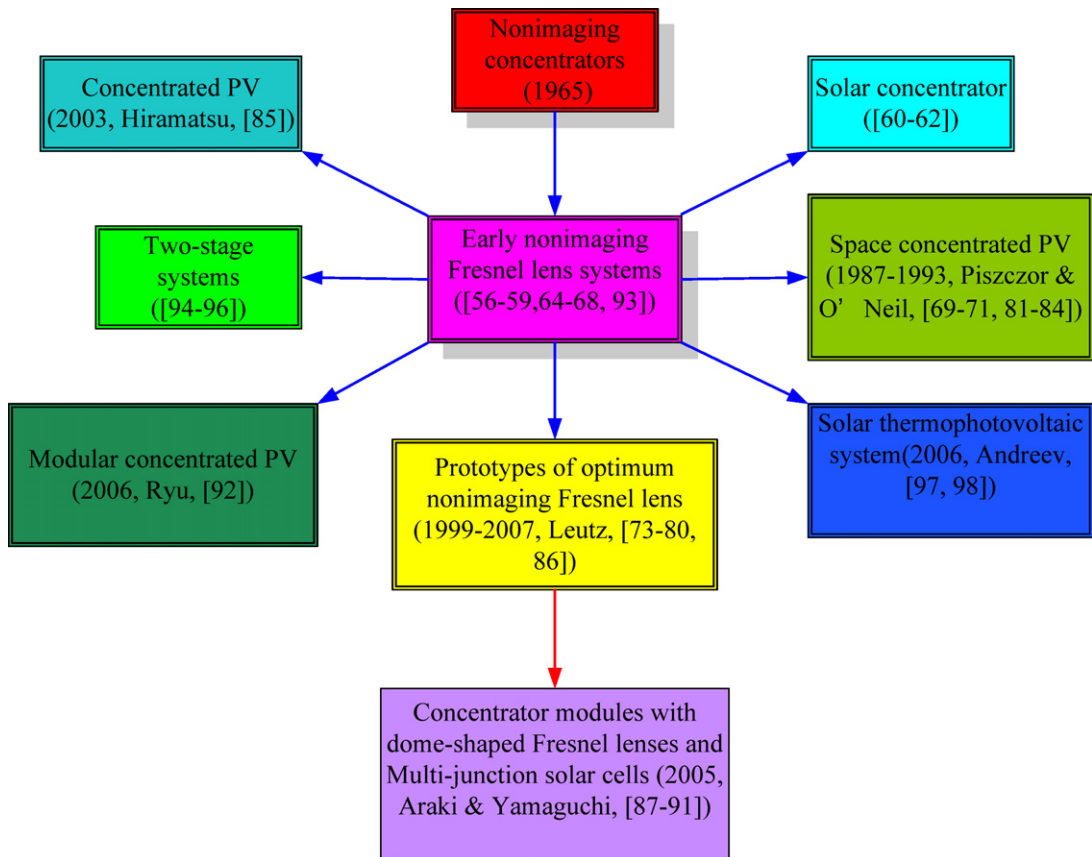 Nonimaging
concentrators
(1965)
Concentrated PV
(2003, Hiramatsu, [85])
Solar concentrator
([60-62])
Two-stage
systems
([94-96])
Early nonimaging
Fresnel lens systems
([56-59,64-68, 93])
Space concentrated PV
(1987-1993, Piszczor &
O’ Neil, [69-71, 81-84])
Modular concentrated PV
(2006, Ryu, [92])
Prototypes of optimum
nonimaging Fresnel lens
(1999-2007, Leutz, [73-80,
86])
Solar thermophotovoltaic
system(2006, Andreev,
[97, 98])
Concentrator modules with
dome-shaped Fresnel lenses and
Multi-junction solar cells (2005,
Araki & Yamaguchi, [87-91])